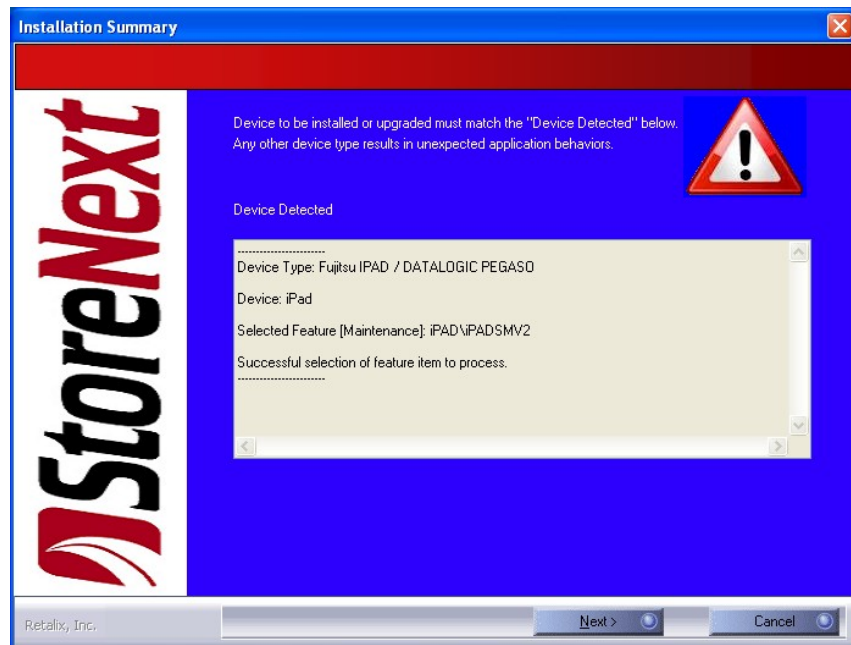 Installation Summary
StoreNext
Device to be installed or upgraded must match the "Device Detected" below.
Any other device type results in unexpected application behaviors.
Device Detected
------------------------
Device Type: Fujitsu IPAD / DATALOGIC PEGASO
Device: iPad
Selected Feature [Maintenance]: iPAD\iPADSMV2
Successful selection of feature item to process.
------------------------
Retalix, Inc.
Next >
Cancel